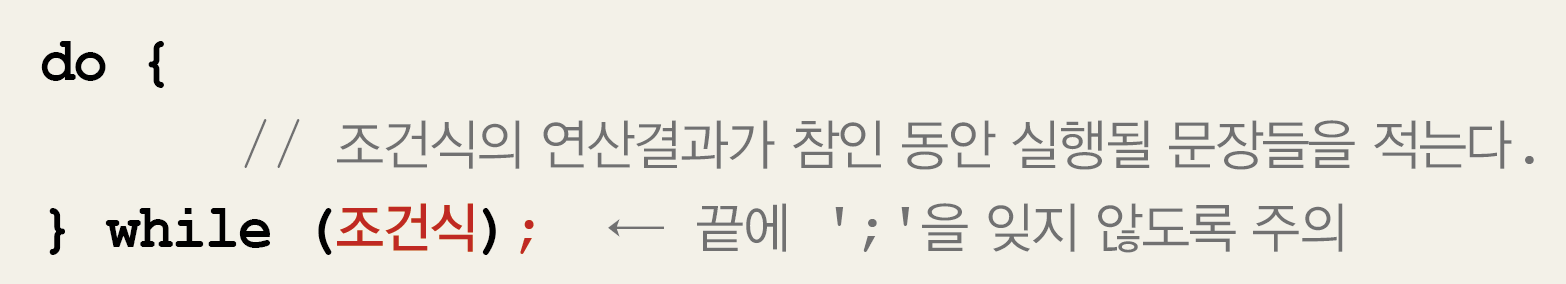 do {
// 조건식의 연산결과가 참인 동안 실행될 문장들을 적는다.
} while (조건식); ← 끝에 ';'을 잊지 않도록 주의